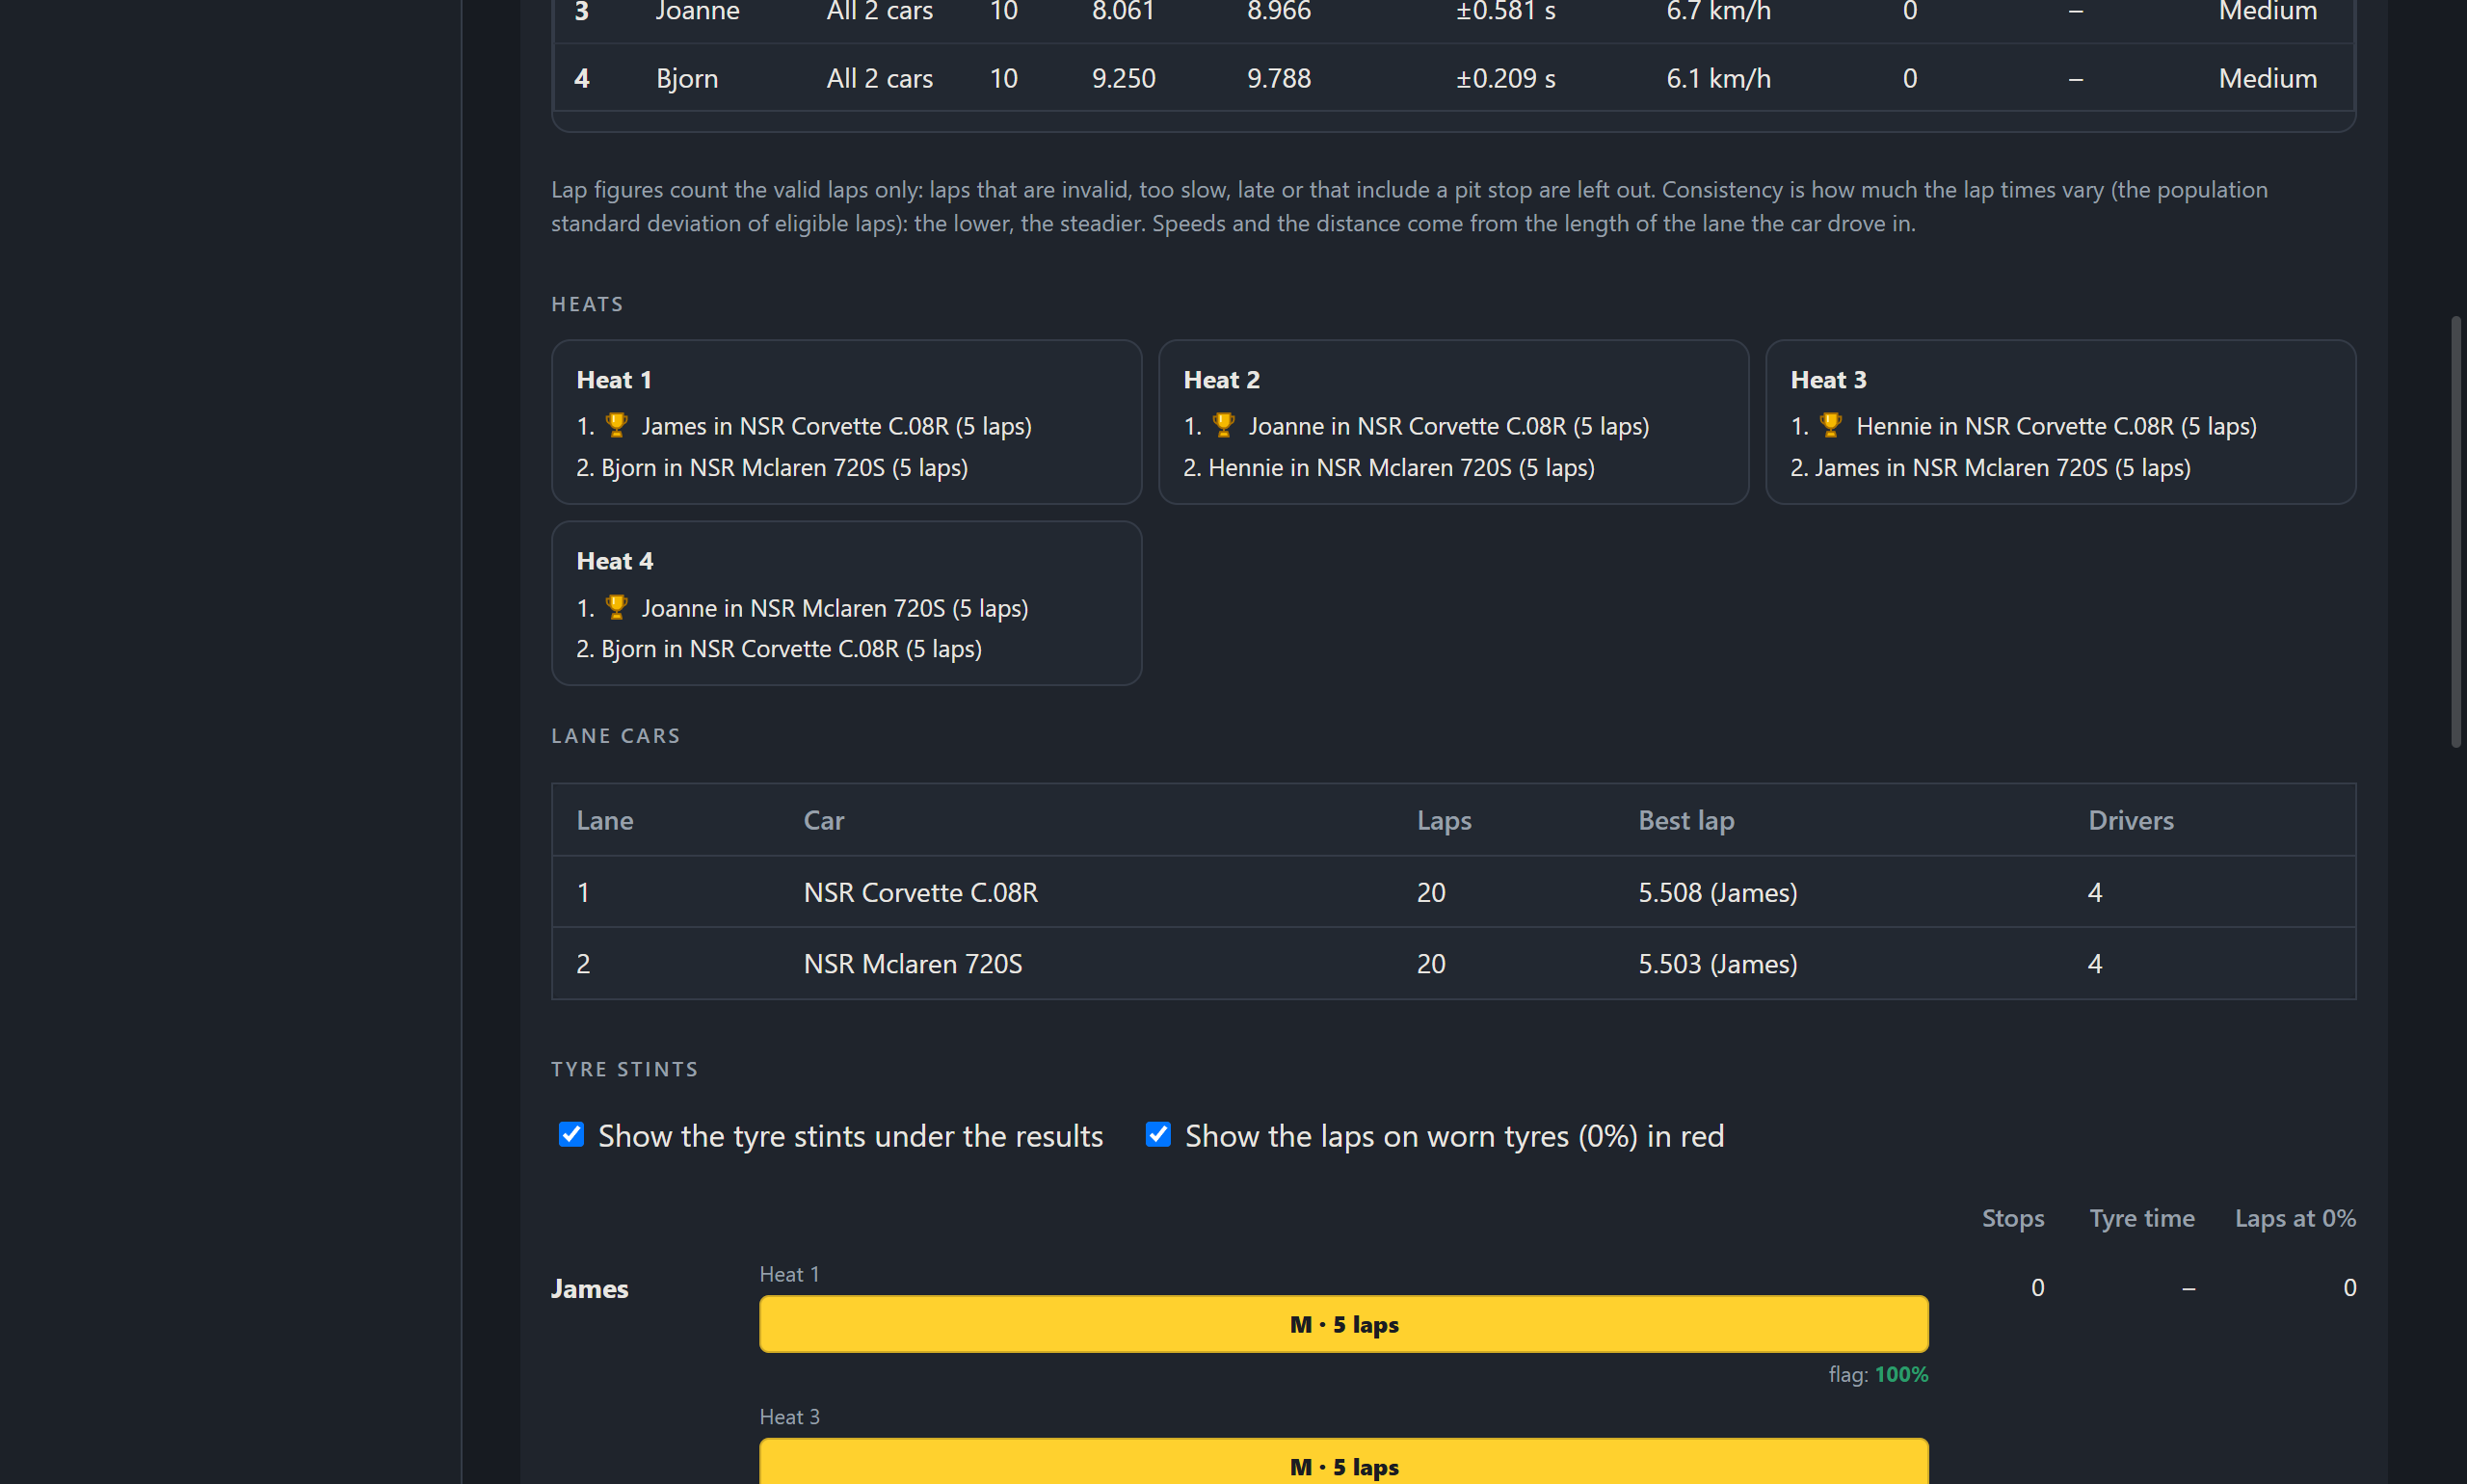 3 Joanne All 2 cars 10 8.061 8.966 ±0.581 s 6.7 km/h 0 – Medium
4 Bjorn All 2 cars 10 9.250 9.788 ±0.209 s 6.1 km/h 0 – Medium
Lap figures count the valid laps only: laps that are invalid, too slow, late or that include a pit stop are left out. Consistency is how much the lap times vary (the population
standard deviation of eligible laps): the lower, the steadier. Speeds and the distance come from the length of the lane the car drove in.
HEATS
Heat 1
1. 🏆 James in NSR Corvette C.08R (5 laps)
2. Bjorn in NSR Mclaren 720S (5 laps)
Heat 2
1. 🏆 Joanne in NSR Corvette C.08R (5 laps)
2. Hennie in NSR Mclaren 720S (5 laps)
Heat 3
1. 🏆 Hennie in NSR Corvette C.08R (5 laps)
2. James in NSR Mclaren 720S (5 laps)
Heat 4
1. 🏆 Joanne in NSR Mclaren 720S (5 laps)
2. Bjorn in NSR Corvette C.08R (5 laps)
LANE CARS
Lane Car Laps Best lap Drivers
1 NSR Corvette C.08R 20 5.508 (James) 4
2 NSR Mclaren 720S 20 5.503 (James) 4
TYRE STINTS
Show the tyre stints under the results Show the laps on worn tyres (0%) in red
Stops Tyre time Laps at 0%
Heat 1
James 0 – 0
M · 5 laps
flag: 100%
Heat 3
M · 5 laps